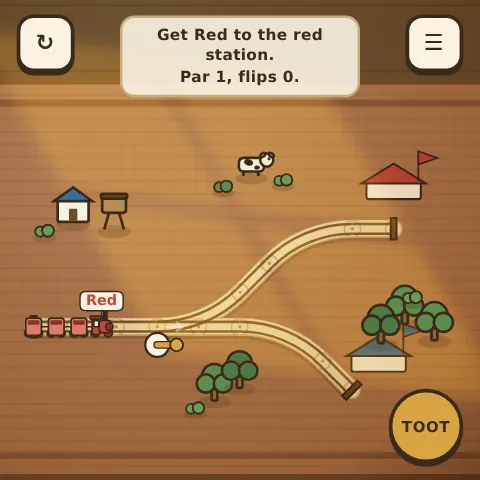 ↻
Get Red to the red
station.
Par 1, flips 0.
☰
Red
TOOT